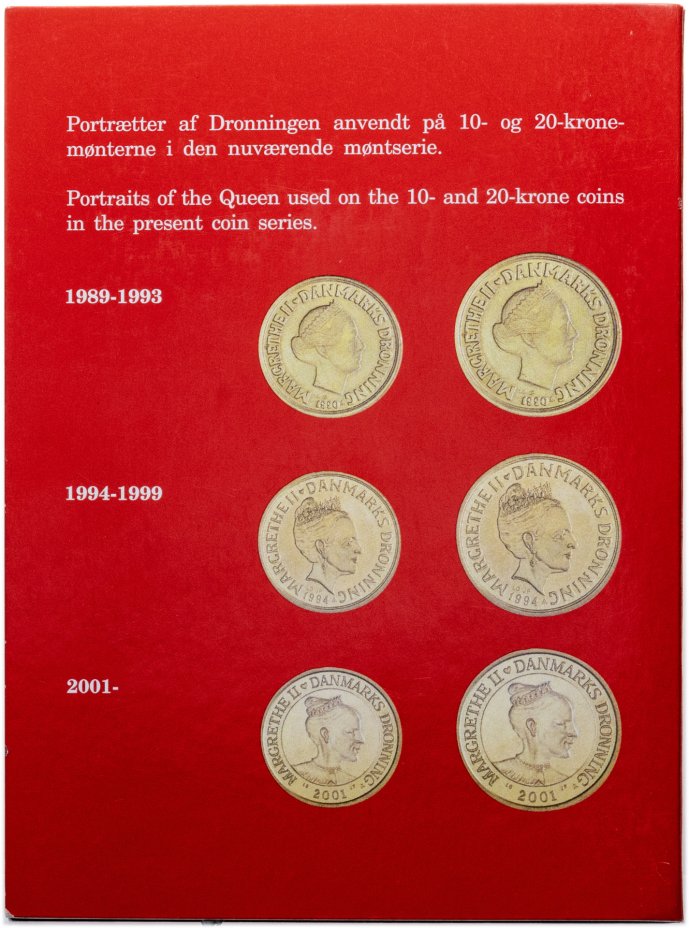 Portrætter af Dronningen anvendt på 10- og 20-krone-
mønterne i den nuværende møntserie.
Portraits of the Queen used on the 10- and 20-krone coins
in the present coin series.
1989-1993
MARGRETHE II ♥ DANMARKS DRONNING
MARGRETHE II ♥ DANMARKS DRONNING
1994-1999
MARGRETHE II ♥ DANMARKS DRONNING
1994
MARGRETHE II ♥ DANMARKS DRONNING
1994
2001-
MARGRETHE II ♥ DANMARKS DRONNING
2001
MARGRETHE II ♥ DANMARKS DRONNING
2001